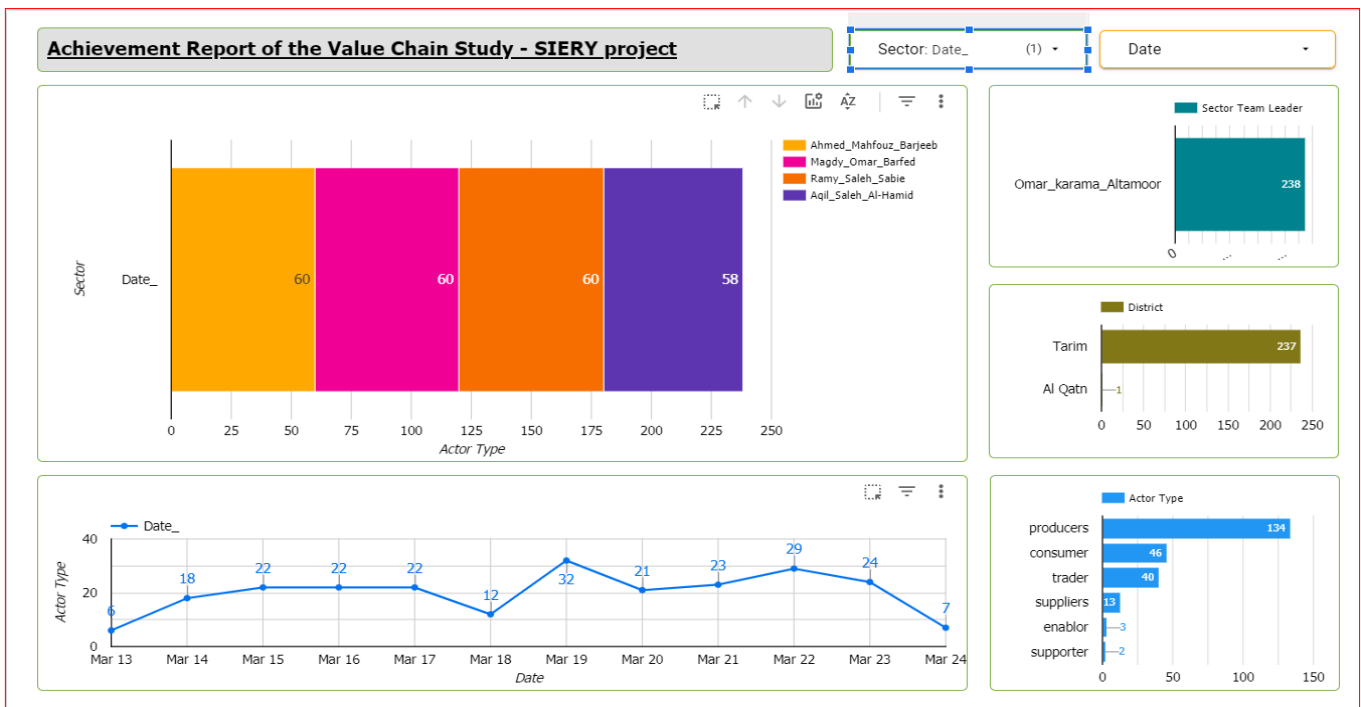 Achievement Report of the Value Chain Study - SIERY project
Sector: Date_ (1)
Date
Ahmed_Mahfouz_Barjeeb
Magdy_Omar_Barfed
Ramy_Saleh_Sabie
Aqil_Saleh_Al-Hamid
Sector
Date_
60 60 60 58
0 25 50 75 100 125 150 175 200 225 250
Actor Type
Sector Team Leader
Omar_karama_Altamoor 238
0 ... ...
District
Tarim 237
Al Qatn 1
0 50 100 150 200 250
Date_
Actor Type
40
20
0
6 18 22 22 22 12 32 21 23 29 24 7
Mar 13 Mar 14 Mar 15 Mar 16 Mar 17 Mar 18 Mar 19 Mar 20 Mar 21 Mar 22 Mar 23 Mar 24
Date
Actor Type
producers 134
consumer 46
trader 40
suppliers 13
enablor 3
supporter 2
0 50 100 150